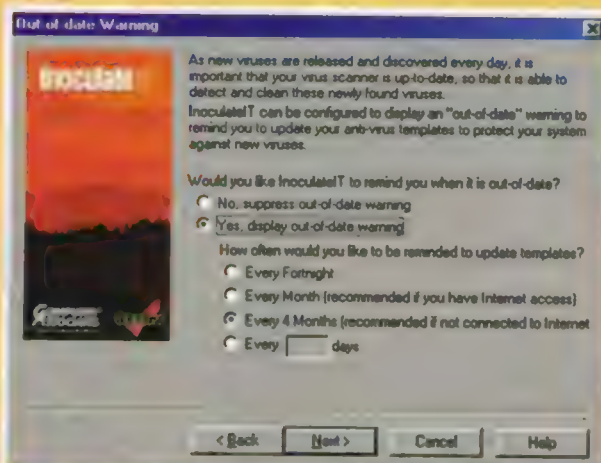 Out of date Warning
Inoculate
As new viruses are released and discovered every day, it is
important that your virus scanner is up-to-date, so that it is able to
detect and clean these newly found viruses.
InoculateIT can be configured to display an "out-of-date" warning to
remind you to update your anti-virus templates to protect your system
against new viruses.
Would you like InoculateIT to remind you when it is out-of-date?
No, suppress out-of-date warning
Yes, display out-of-date warning
How often would you like to be reminded to update templates?
Every Fortnight
Every Month (recommended if you have Internet access)
Every 4 Months (recommended if not connected to Internet
Every days
< Back
Next >
Cancel
Help